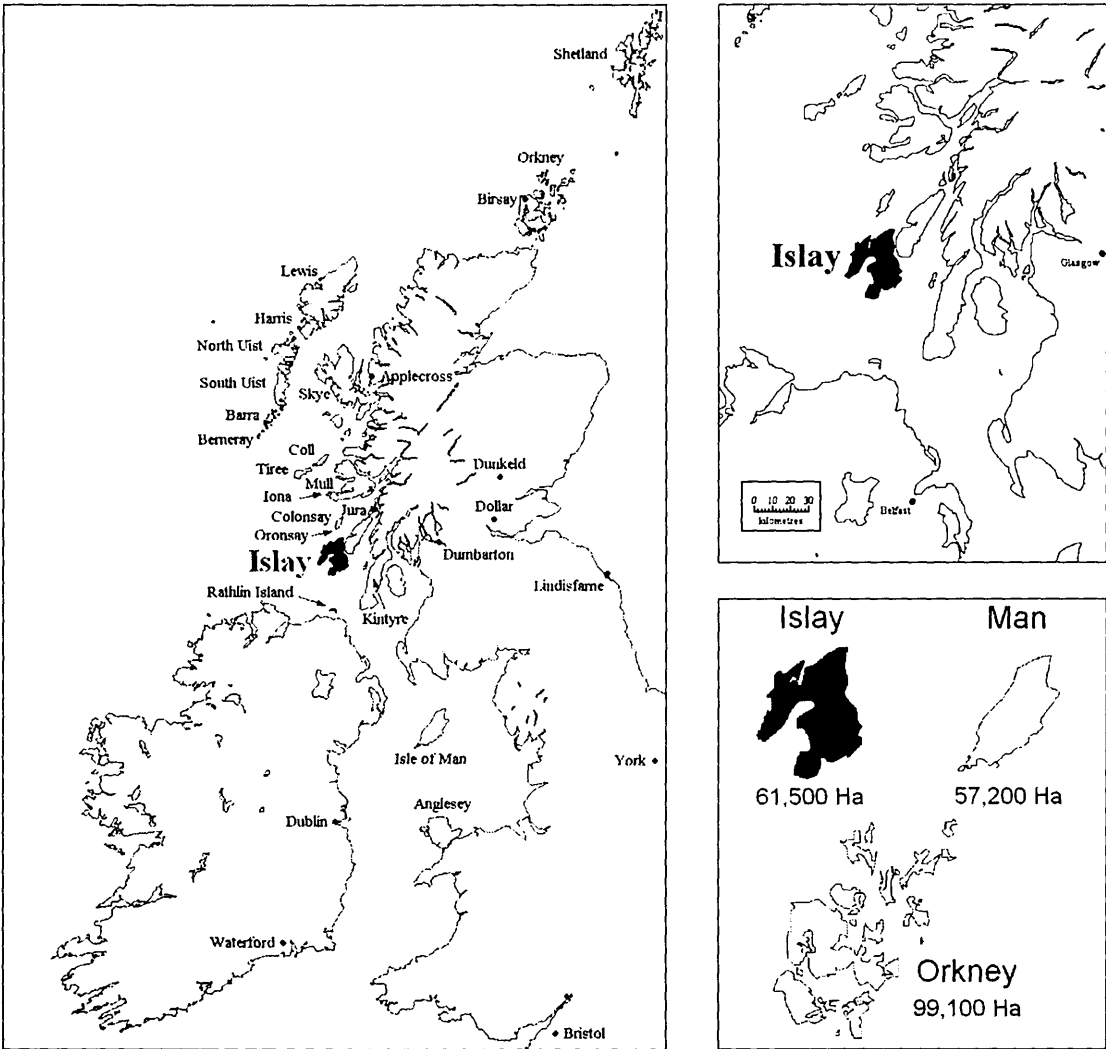 Shetland
Orkney
Birsay
Lewis
Harris
North Uist
South Uist
Skye
Applecross
Barra
Berneray
Coll
Tiree
Mull
Iona
Dunkeld
Colonsay
Jura
Dollar
Oronsay
Islay
Dumbarton
Rathlin Island
Lindisfarne
Kintyre
Isle of Man
York
Anglesey
Dublin
Waterford
Bristol
Islay
Glasgow
0 10 20 30
kilometres
Belfast
Islay
Man
61,500 Ha
57,200 Ha
Orkney
99,100 Ha